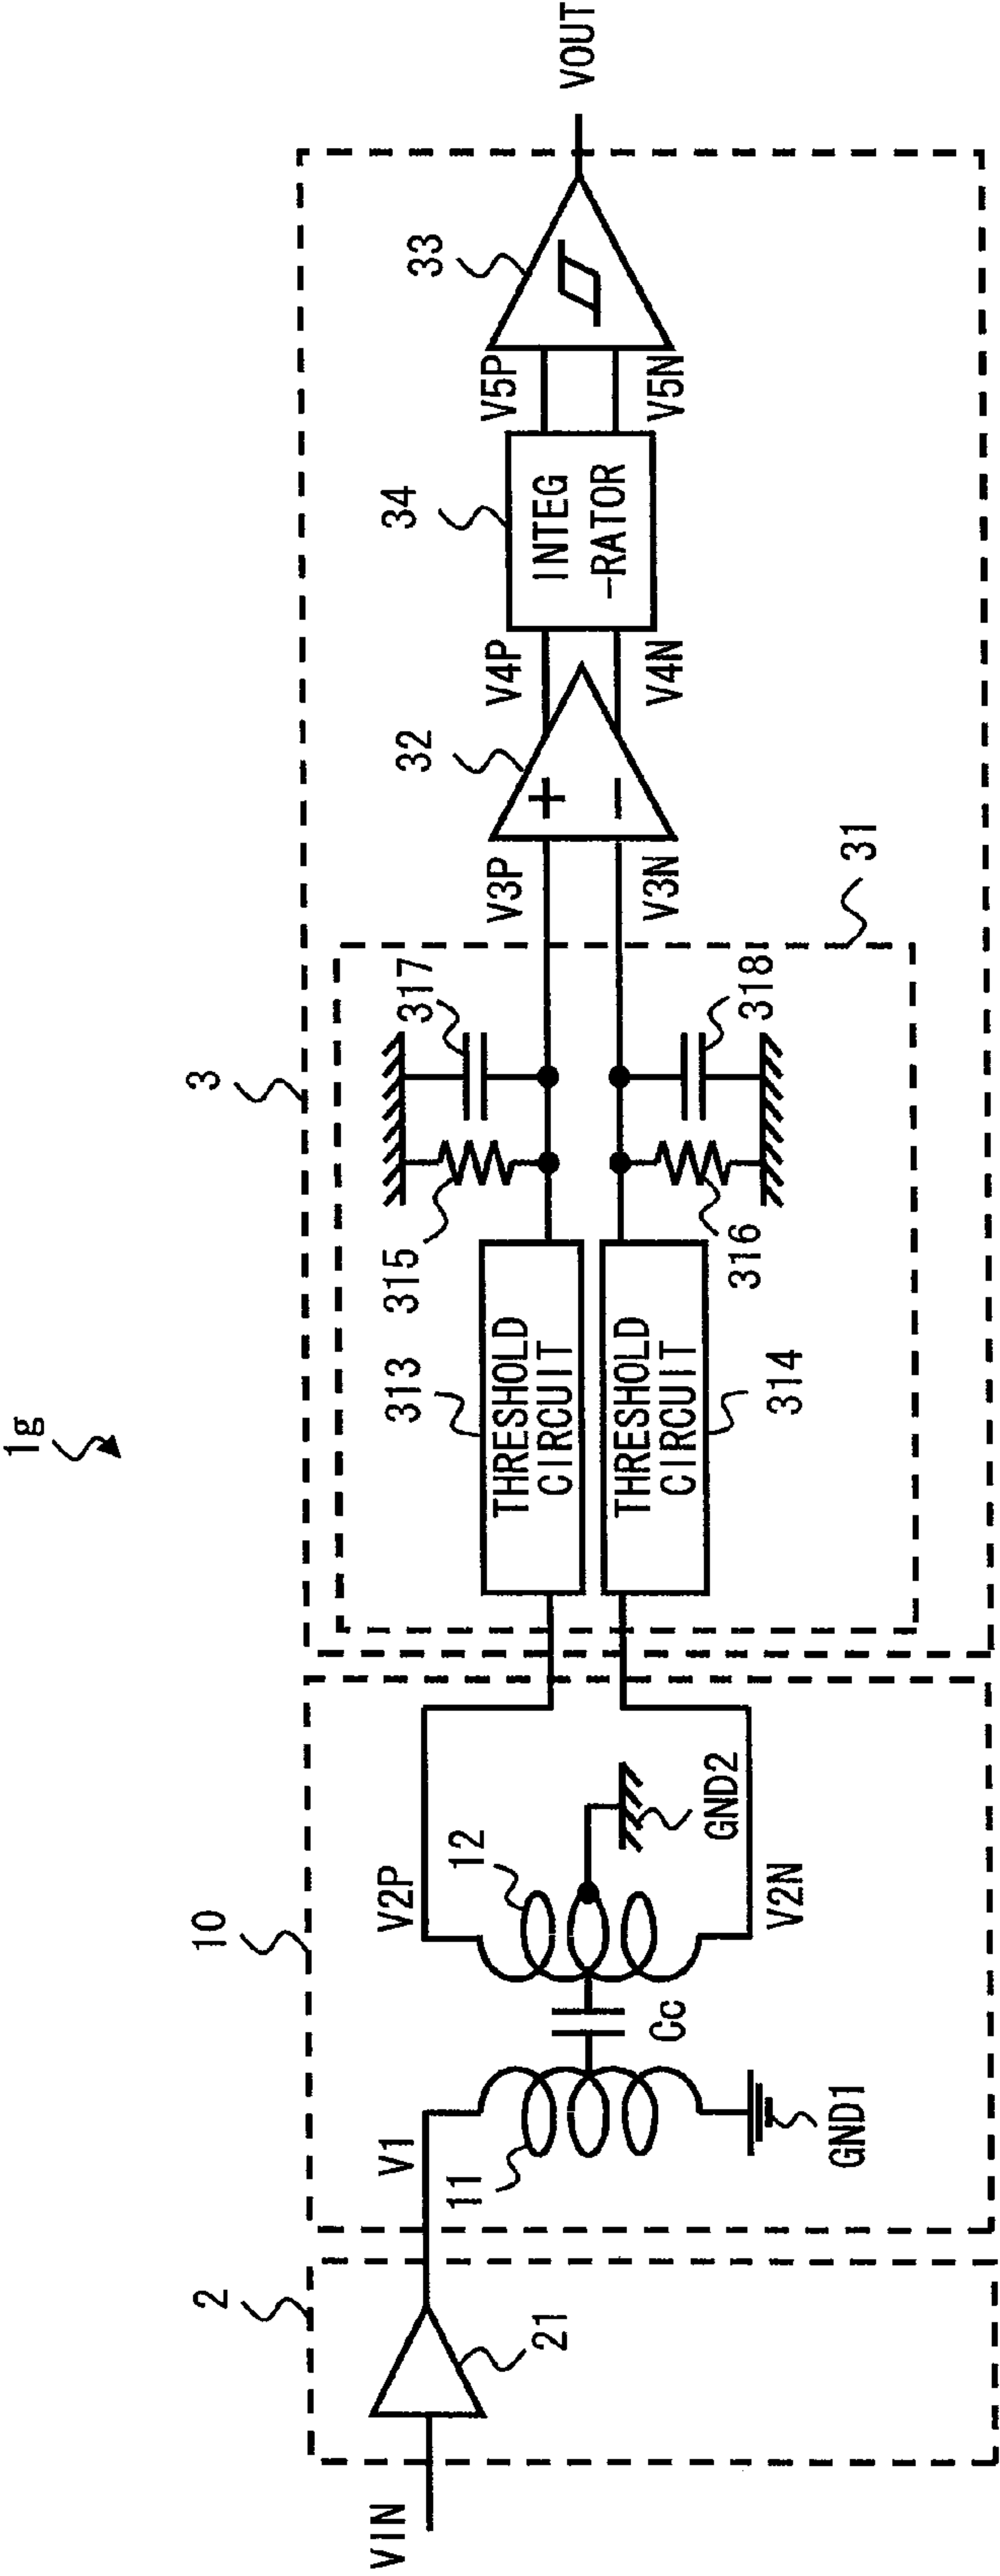 1g
2
10
3
VIN
21
V1
11
GND1
Cc
12
V2P
V2N
GND2
313
THRESHOLD
CIRCUIT
THRESHOLD
CIRCUIT
314
315
316
317
318
31
V3P
V3N
32
+
−
V4P
V4N
34
INTEG
-RATOR
V5P
V5N
33
VOUT